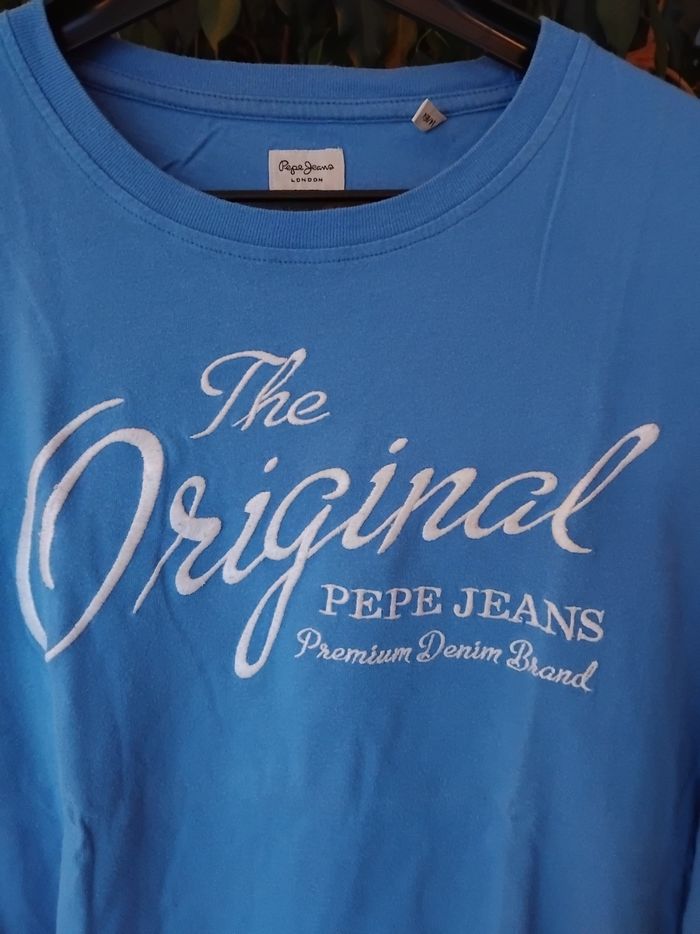 Pepe Jeans
LONDON
The
Original
PEPE JEANS
Premium Denim Brand